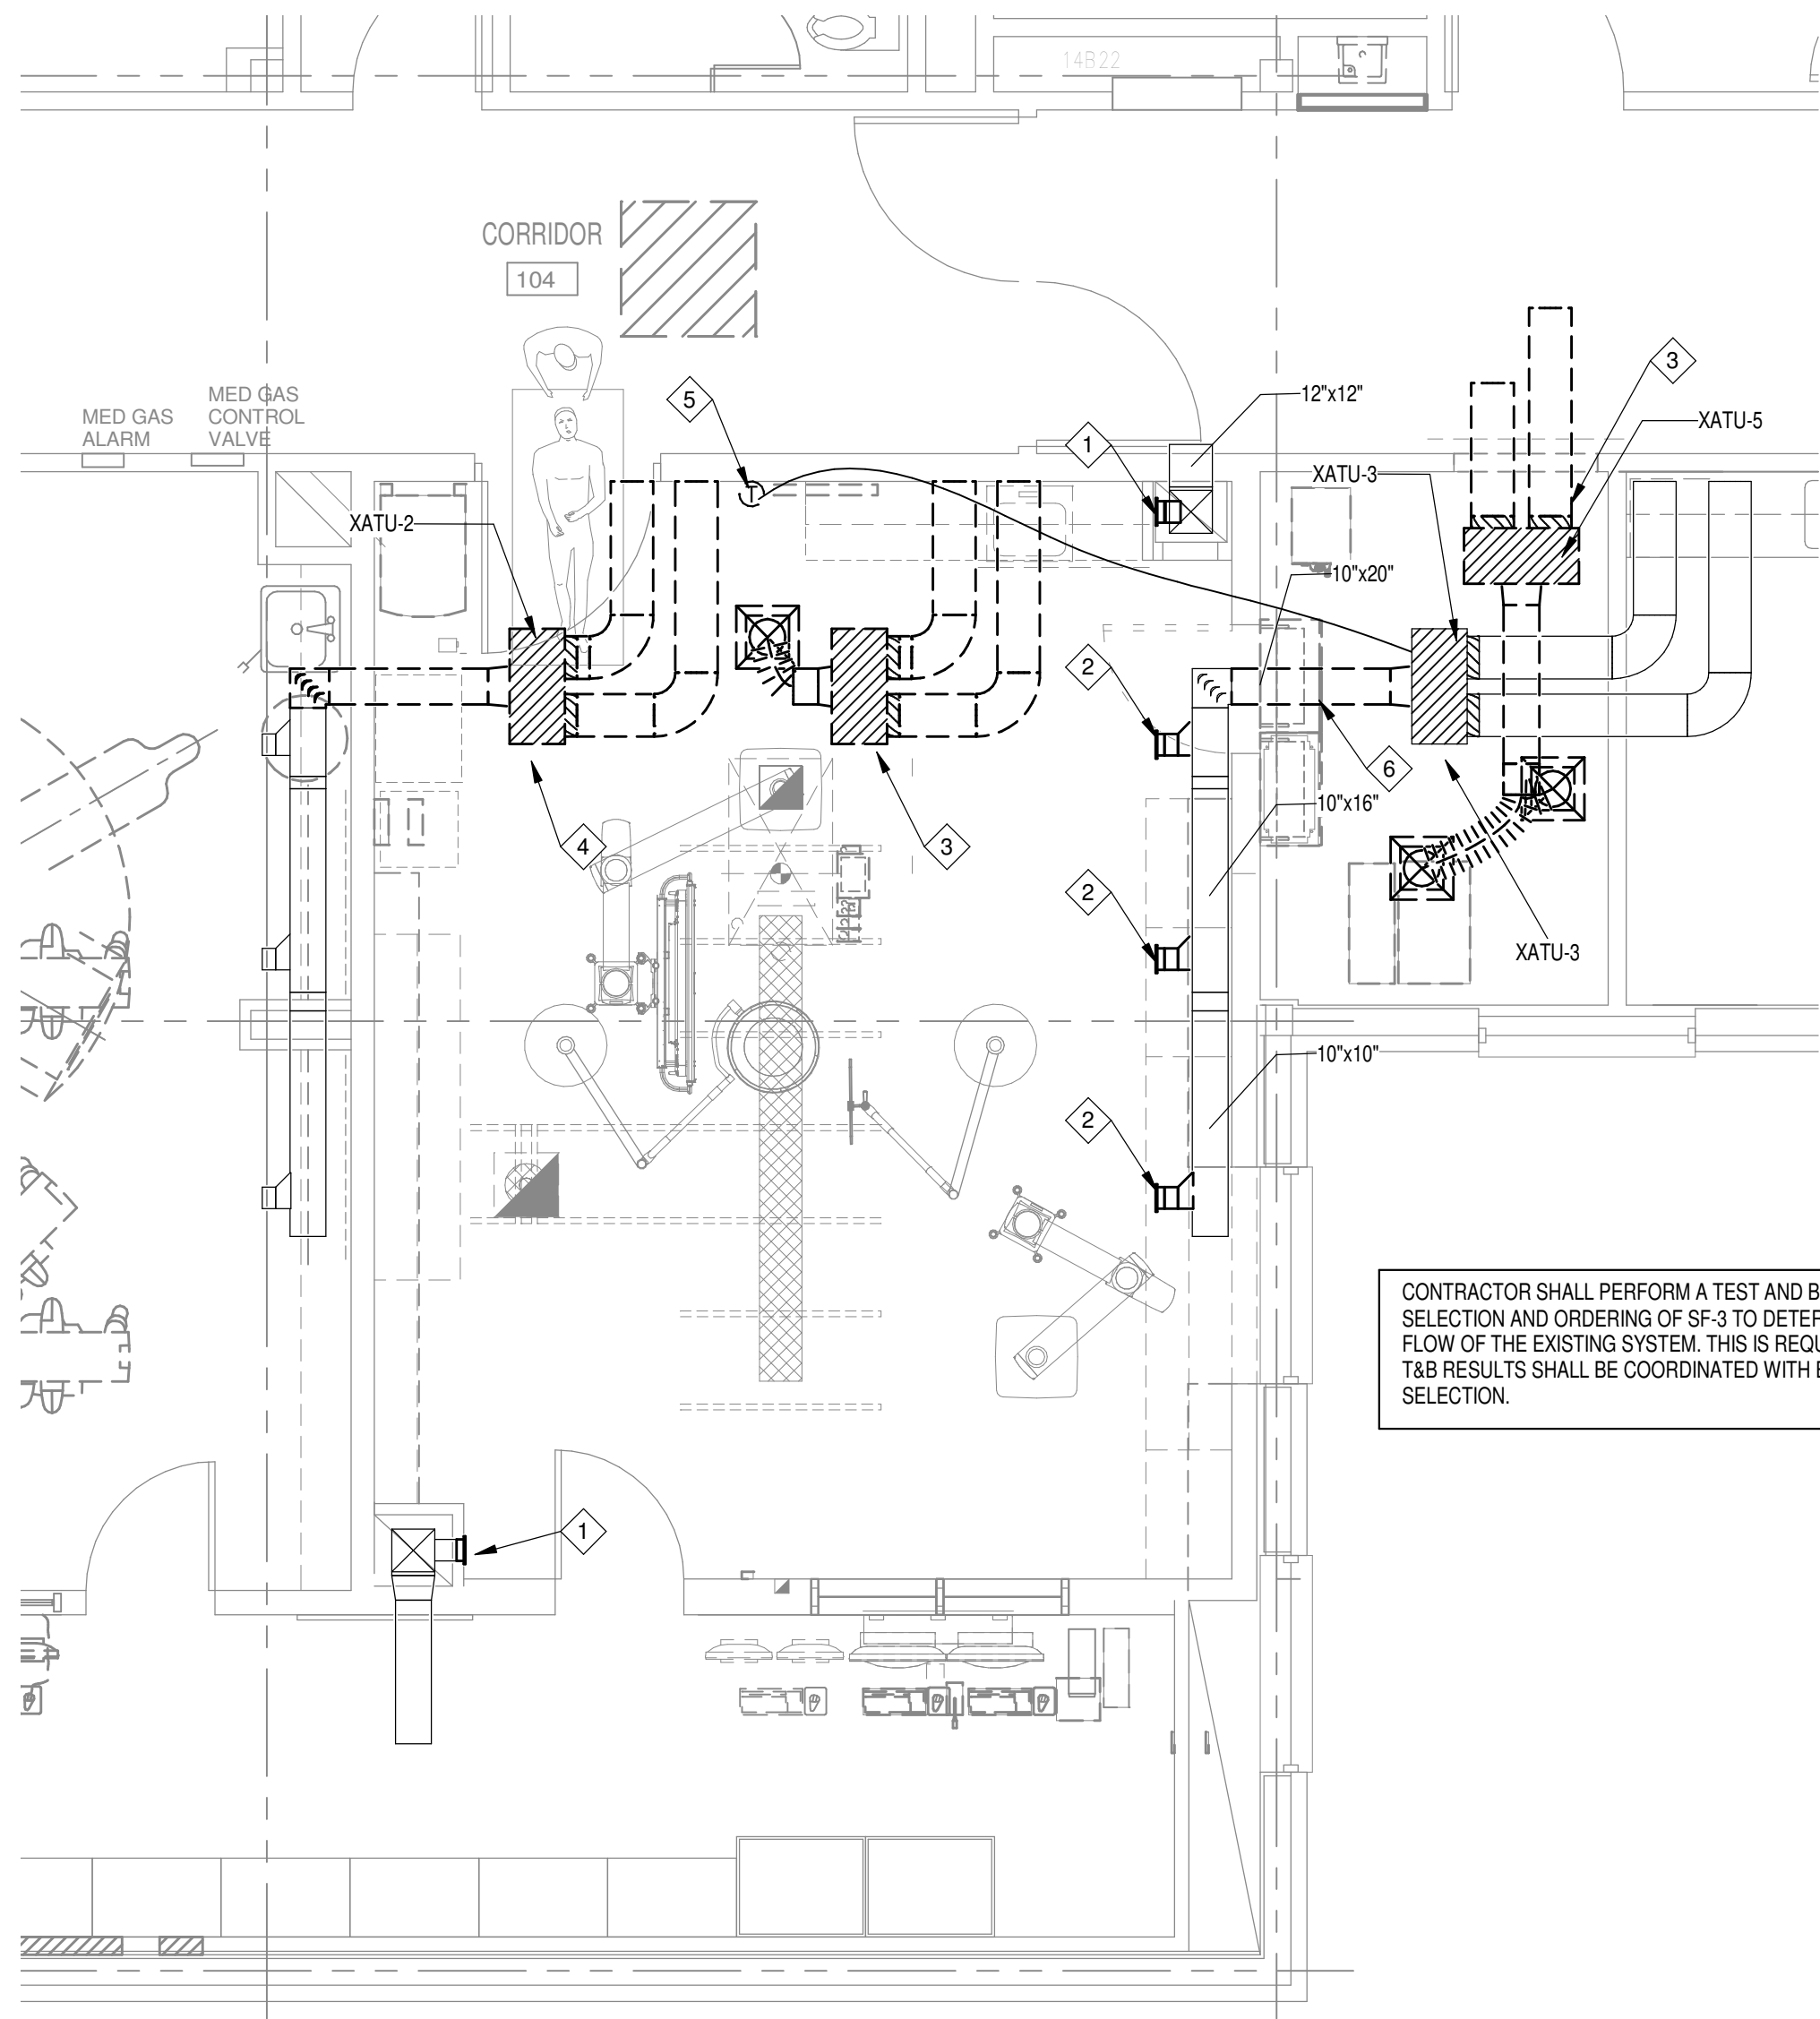 14B22
CORRIDOR
104
MED GAS
ALARM
MED GAS
CONTROL
VALVE
5
1
12"x12"
3
XATU-5
XATU-3
XATU-2
10"x20"
2
6
10"x16"
4
3
2
XATU-3
10"x10"
2
CONTRACTOR SHALL PERFORM A TEST AND B
SELECTION AND ORDERING OF SF-3 TO DETER
FLOW OF THE EXISTING SYSTEM. THIS IS REQU
T&B RESULTS SHALL BE COORDINATED WITH E
SELECTION.
1